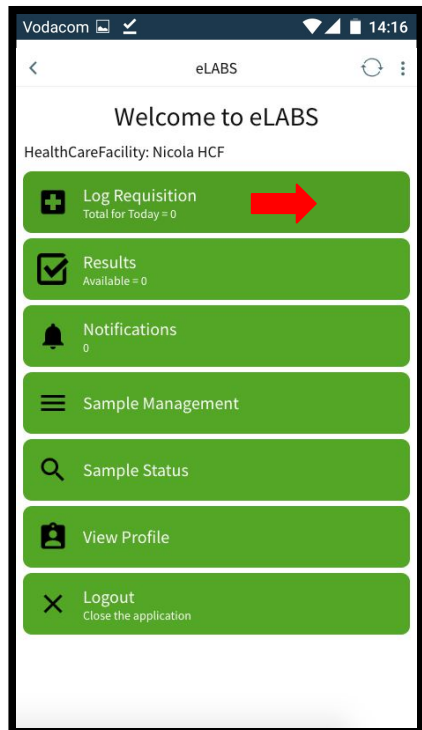 Vodacom 14:16
eLABS
Welcome to eLABS
HealthCareFacility: Nicola HCF
Log Requisition
Total for Today = 0
Results
Available = 0
Notifications
0
Sample Management
Sample Status
View Profile
Logout
Close the application